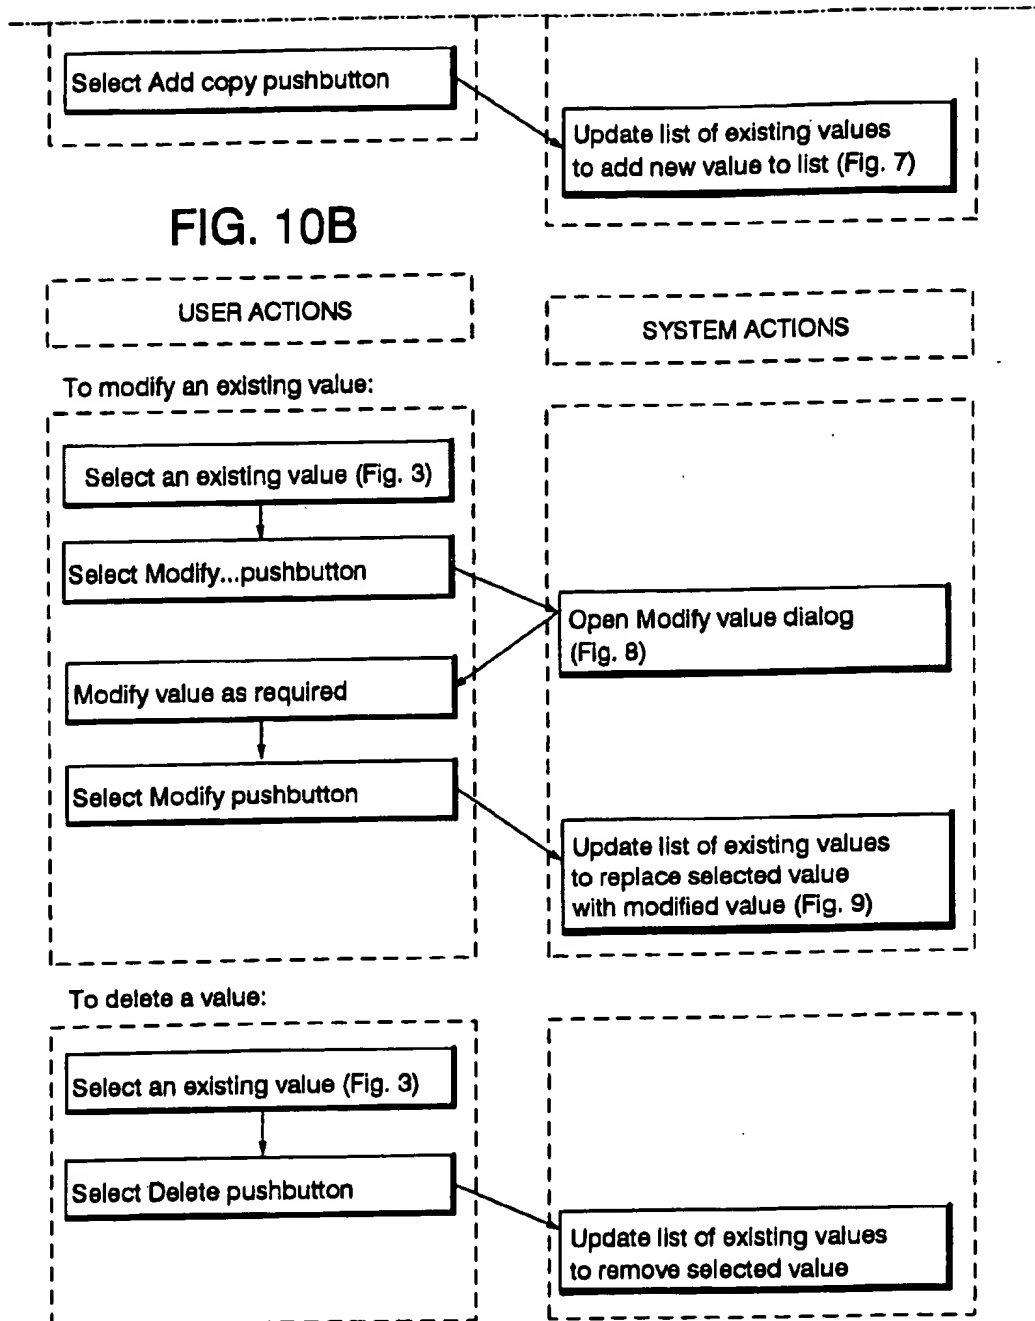 Select Add copy pushbutton
Update list of existing values
to add new value to list (Fig. 7)
FIG. 10B
USER ACTIONS
SYSTEM ACTIONS
To modify an existing value:
Select an existing value (Fig. 3)
Select Modify...pushbutton
Open Modify value dialog
(Fig. 8)
Modify value as required
Select Modify pushbutton
Update list of existing values
to replace selected value
with modified value (Fig. 9)
To delete a value:
Select an existing value (Fig. 3)
Select Delete pushbutton
Update list of existing values
to remove selected value